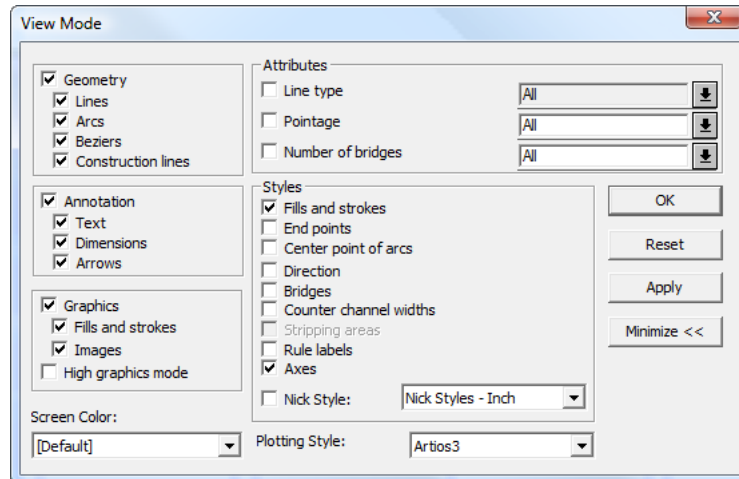 View Mode
Geometry
Lines
Arcs
Beziers
Construction lines
Annotation
Text
Dimensions
Arrows
Graphics
Fills and strokes
Images
High graphics mode
Screen Color:
[Default]
Attributes
Line type All
Pointage All
Number of bridges All
Styles
Fills and strokes
End points
Center point of arcs
Direction
Bridges
Counter channel widths
Stripping areas
Rule labels
Axes
Nick Style: Nick Styles - Inch
Plotting Style: Artios3
OK
Reset
Apply
Minimize <<